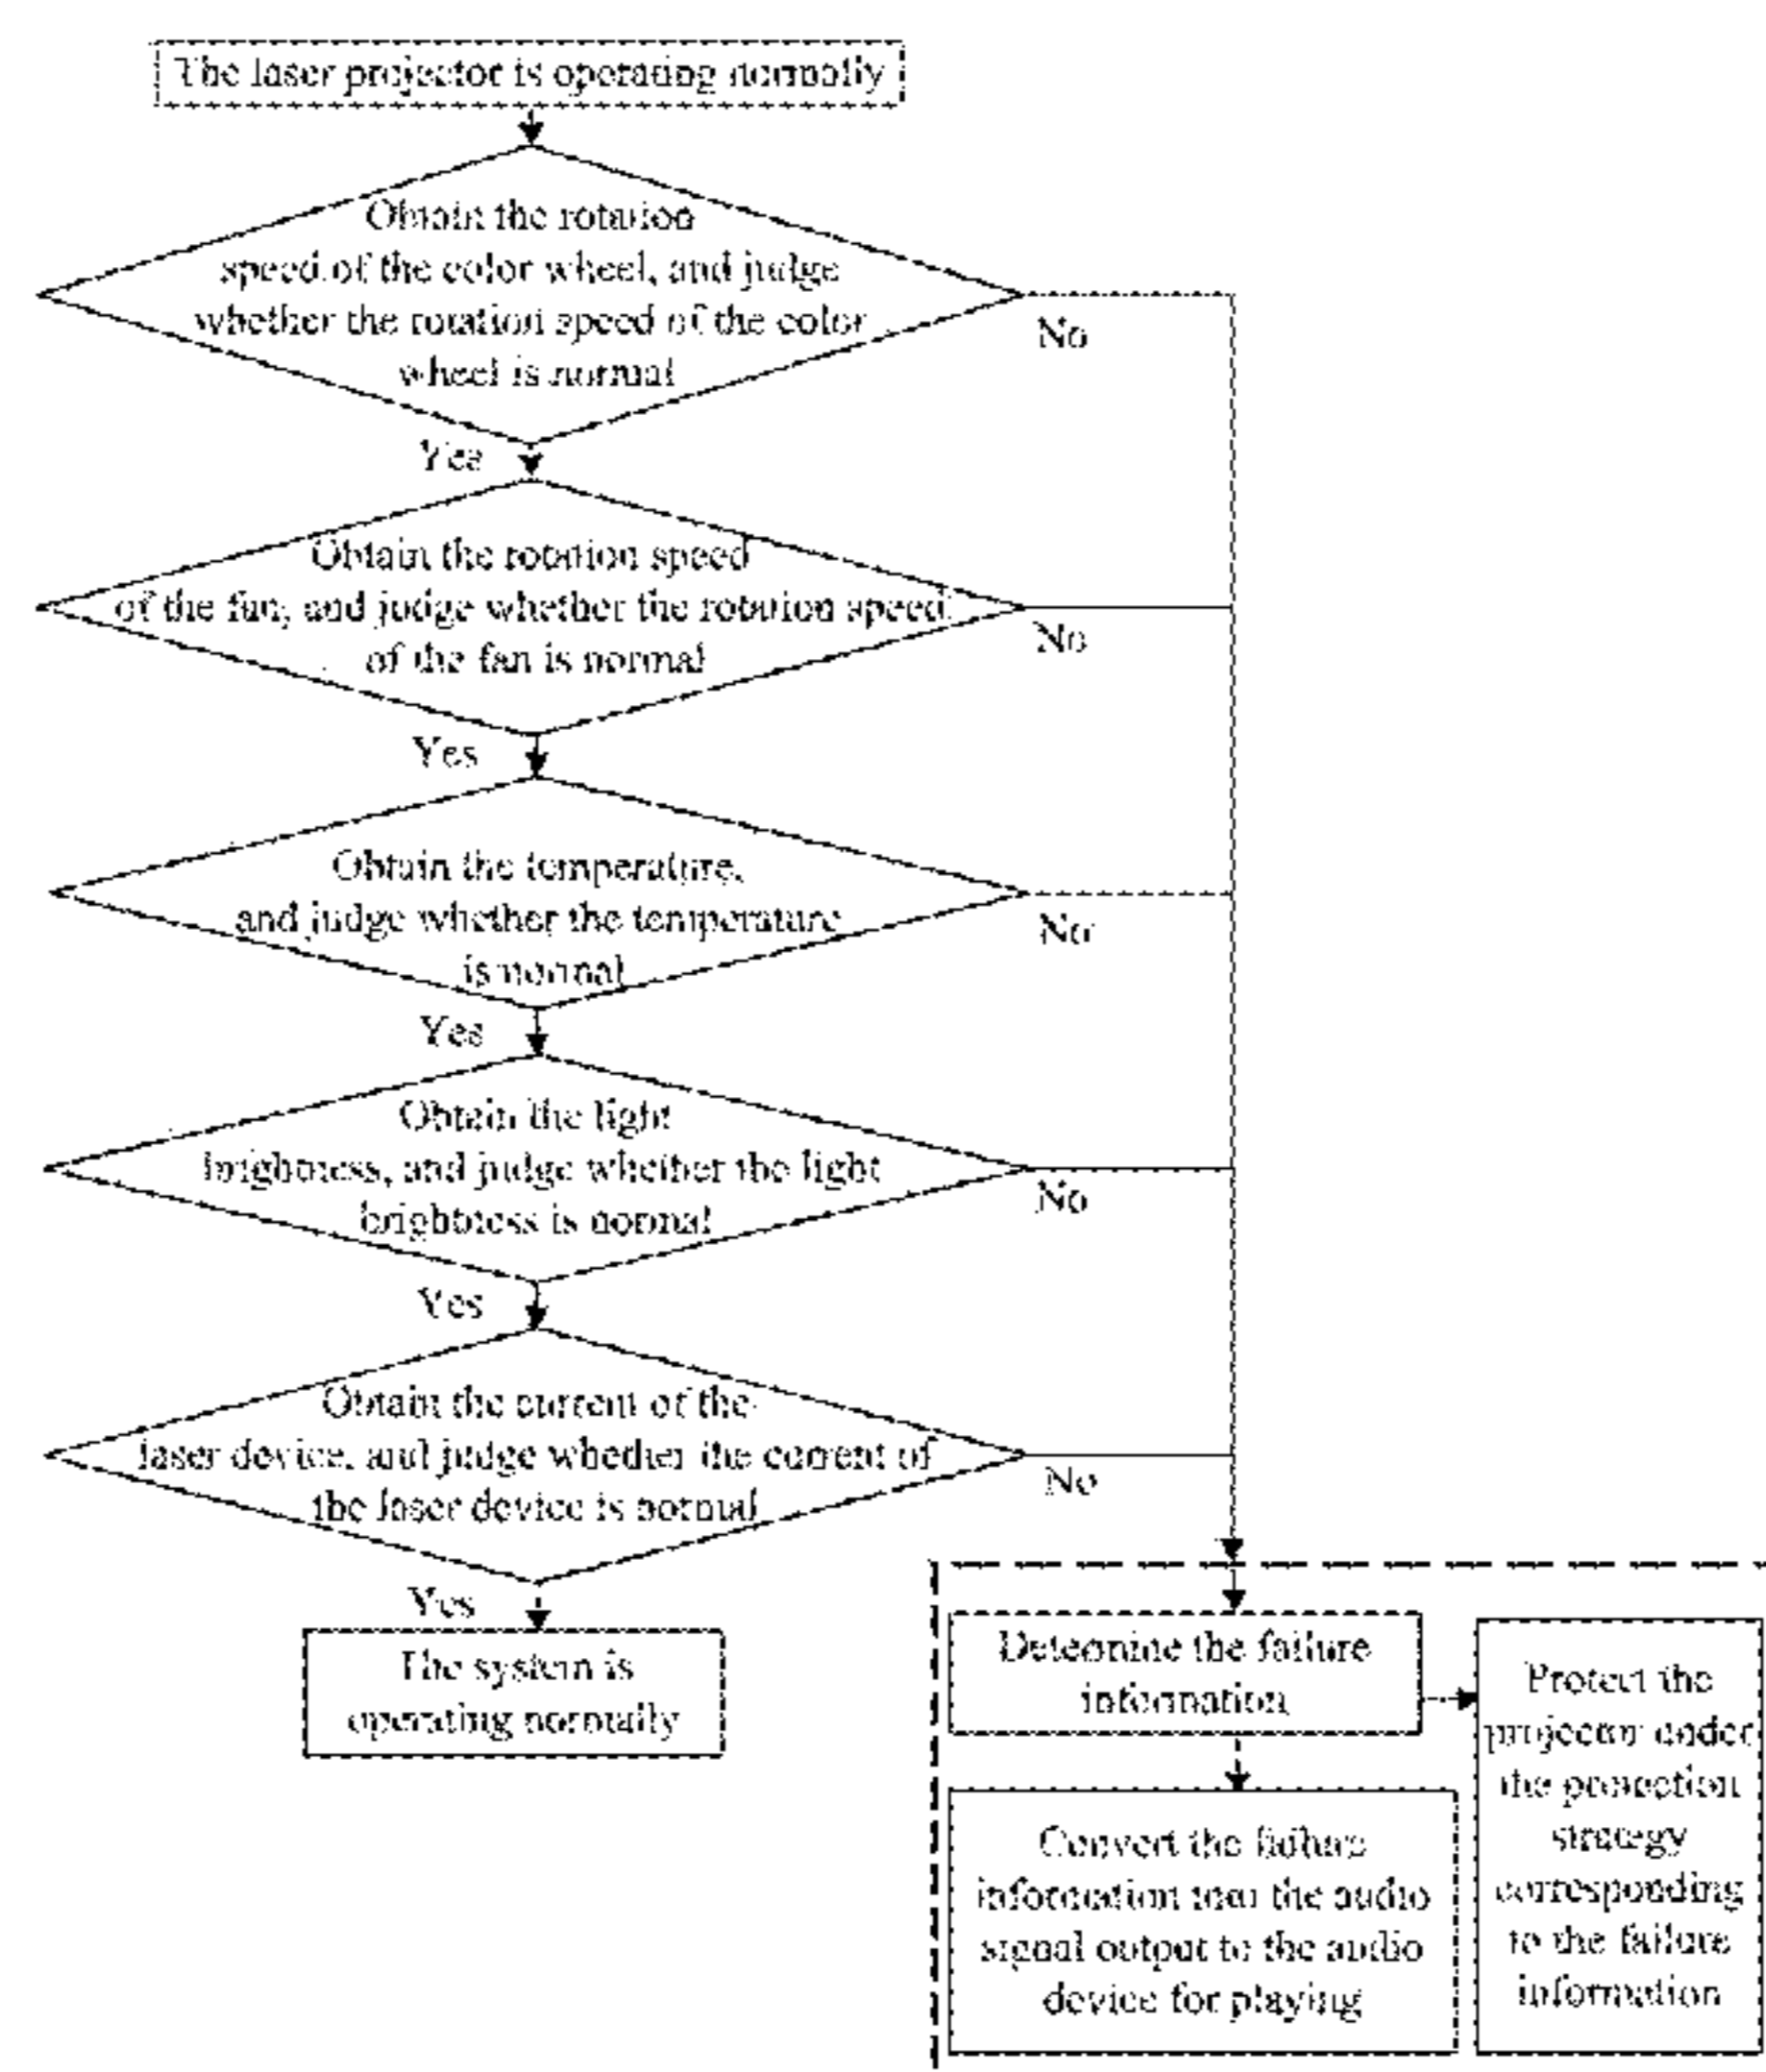 The laser projector is operating normally
Obtain the rotation
speed of the color wheel, and judge
whether the rotation speed of the color
wheel is normal
No
Yes
Obtain the rotation speed
of the fan, and judge whether the rotation speed
of the fan is normal
No
Yes
Obtain the temperature,
and judge whether the temperature
is normal
No
Yes
Obtain the light
brightness, and judge whether the light
brightness is normal
No
Yes
Obtain the current of the
laser device, and judge whether the current of
the laser device is normal
No
Yes
The system is
operating normally
Determine the failure
information
Convert the failure
information into the audio
signal output to the audio
device for playing
Protect the
projector under
the protection
strategy
corresponding
to the failure
information